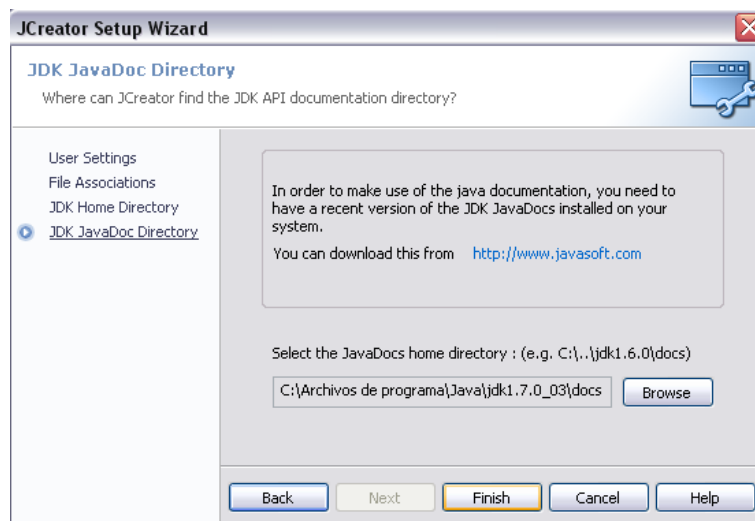 JCreator Setup Wizard
JDK JavaDoc Directory
Where can JCreator find the JDK API documentation directory?
User Settings
File Associations
JDK Home Directory
JDK JavaDoc Directory
In order to make use of the java documentation, you need to
have a recent version of the JDK JavaDocs installed on your
system.
You can download this from http://www.javasoft.com
Select the JavaDocs home directory : (e.g. C:\..\jdk1.6.0\docs)
C:\Archivos de programa\Java\jdk1.7.0_03\docs Browse
Back Next Finish Cancel Help